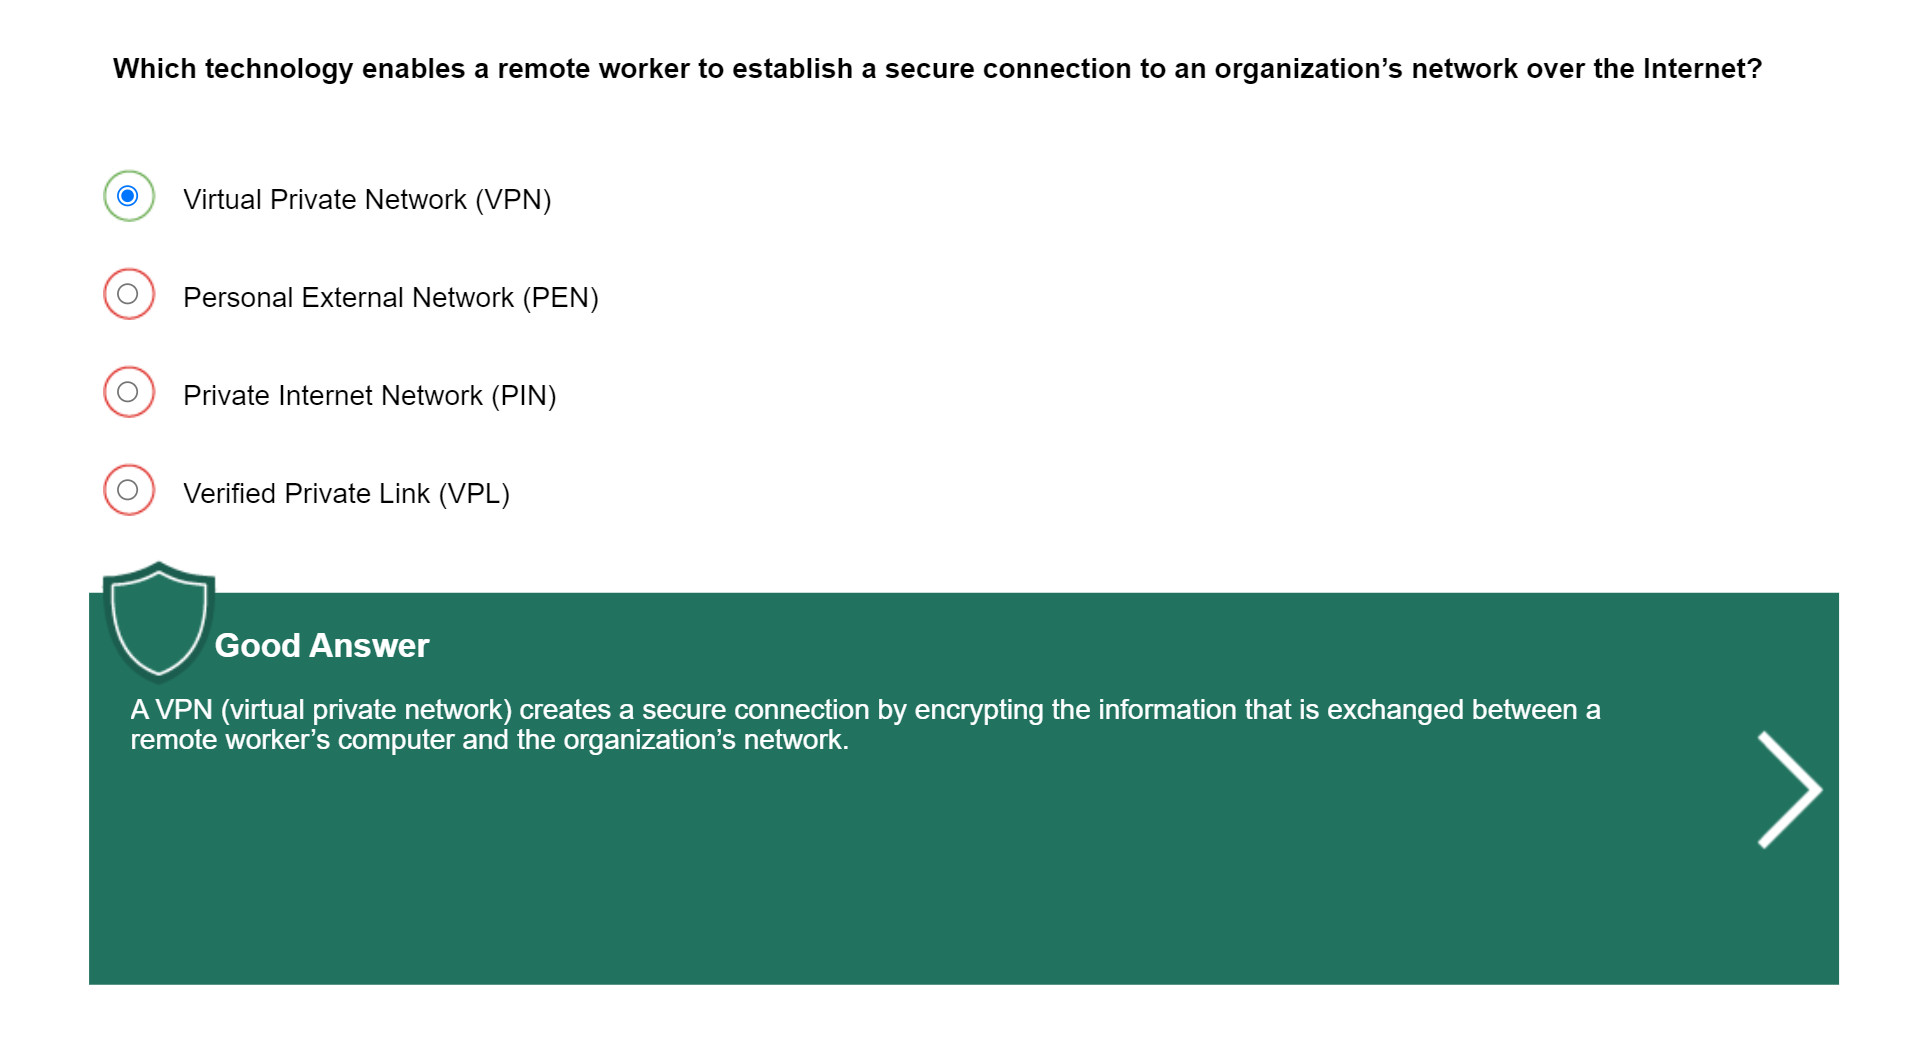 Which technology enables a remote worker to establish a secure connection to an organization’s network over the Internet?
Virtual Private Network (VPN)
Personal External Network (PEN)
Private Internet Network (PIN)
Verified Private Link (VPL)
Good Answer
A VPN (virtual private network) creates a secure connection by encrypting the information that is exchanged between a
remote worker’s computer and the organization’s network.